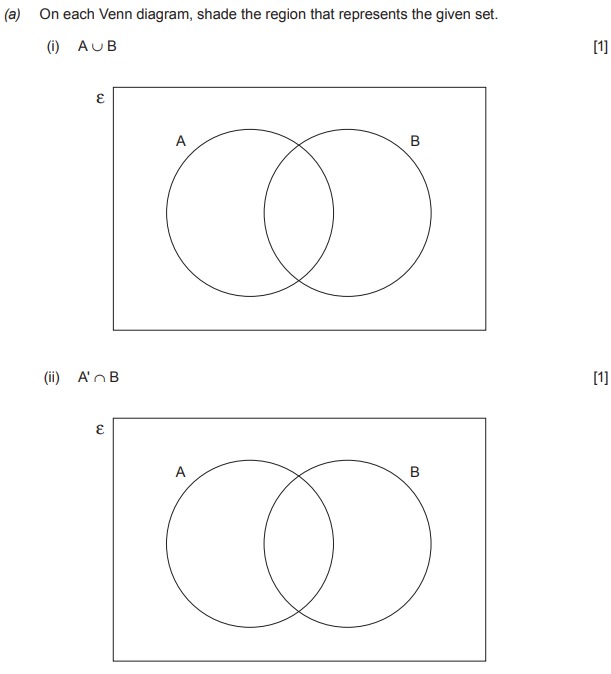 (a) On each Venn diagram, shade the region that represents the given set.
(i) A ∪ B [1]
ε
A B
(ii) A' ∩ B [1]
ε
A B